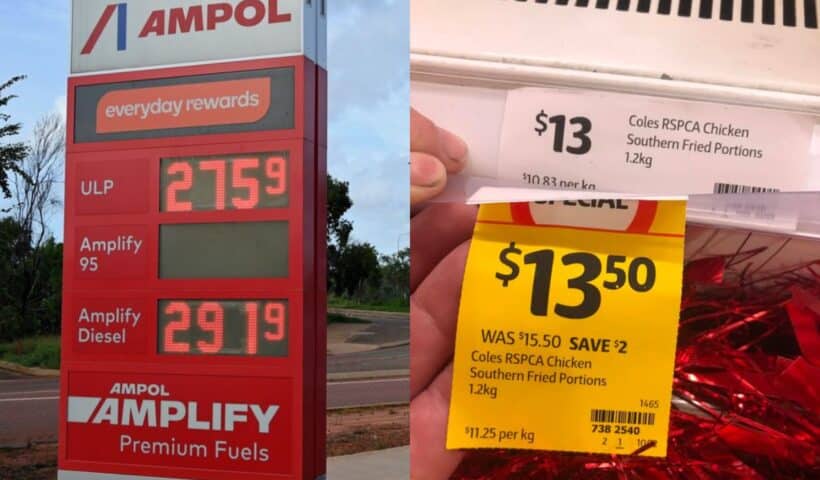 AMPOL
everyday rewards
ULP
275.9
Amplify
95
Amplify
Diesel
291.9
AMPOL
AMPLIFY
Premium Fuels
$13
Coles RSPCA Chicken
Southern Fried Portions
1.2kg
$10.83 per kg
SPECIAL
$13.50
WAS $15.50 SAVE $2
Coles RSPCA Chicken
Southern Fried Portions
1.2kg
1465
738 2540
2 1
$11.25 per kg